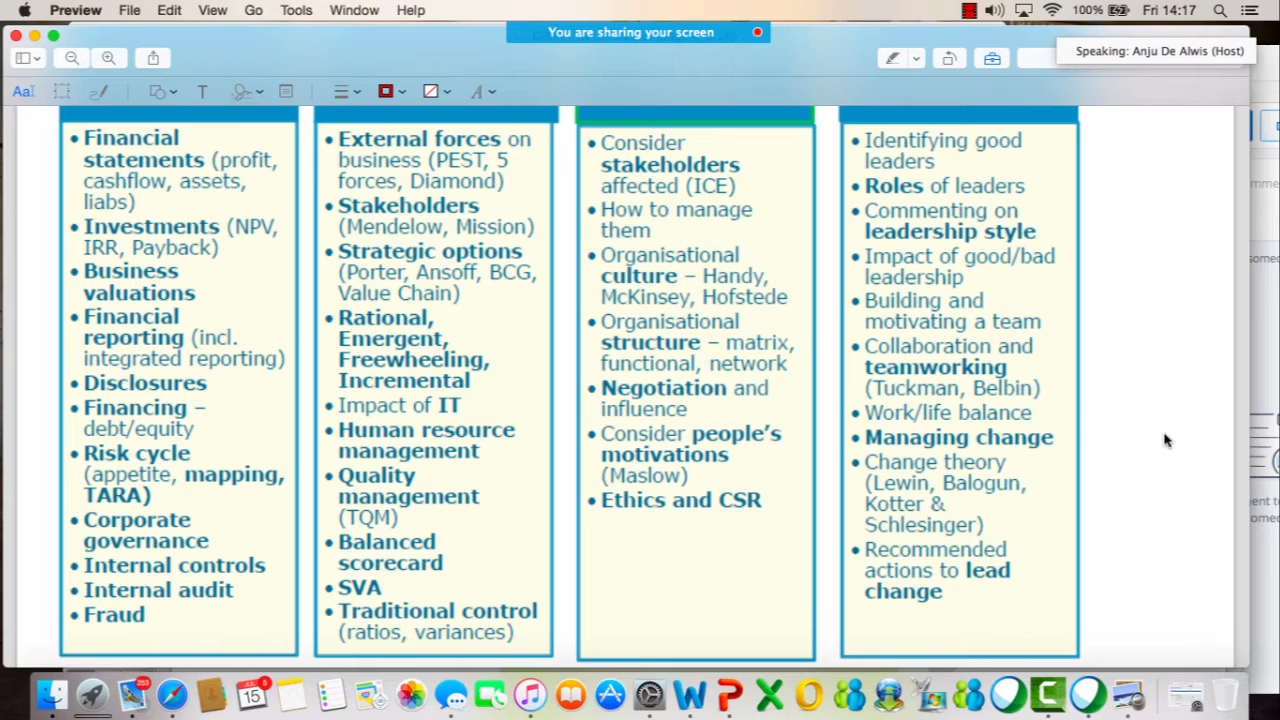 Preview File Edit View Go Tools Window Help
100% Fri 14:17
You are sharing your screen
Speaking: Anju De Alwis (Host)
AaI T A
• Financial
statements (profit,
cashflow, assets,
liabs)
• Investments (NPV,
IRR, Payback)
• Business
valuations
• Financial
reporting (incl.
integrated reporting)
• Disclosures
• Financing –
debt/equity
• Risk cycle
(appetite, mapping,
TARA)
• Corporate
governance
• Internal controls
• Internal audit
• Fraud
• External forces on
business (PEST, 5
forces, Diamond)
• Stakeholders
(Mendelow, Mission)
• Strategic options
(Porter, Ansoff, BCG,
Value Chain)
• Rational,
Emergent,
Freewheeling,
Incremental
• Impact of IT
• Human resource
management
• Quality
management
(TQM)
• Balanced
scorecard
• SVA
• Traditional control
(ratios, variances)
• Consider
stakeholders
affected (ICE)
• How to manage
them
• Organisational
culture – Handy,
McKinsey, Hofstede
• Organisational
structure – matrix,
functional, network
• Negotiation and
influence
• Consider people's
motivations
(Maslow)
• Ethics and CSR
• Identifying good
leaders
• Roles of leaders
• Commenting on
leadership style
• Impact of good/bad
leadership
• Building and
motivating a team
• Collaboration and
teamworking
(Tuckman, Belbin)
• Work/life balance
• Managing change
• Change theory
(Lewin, Balogun,
Kotter &
Schlesinger)
• Recommended
actions to lead
change
253
JUL 5
15